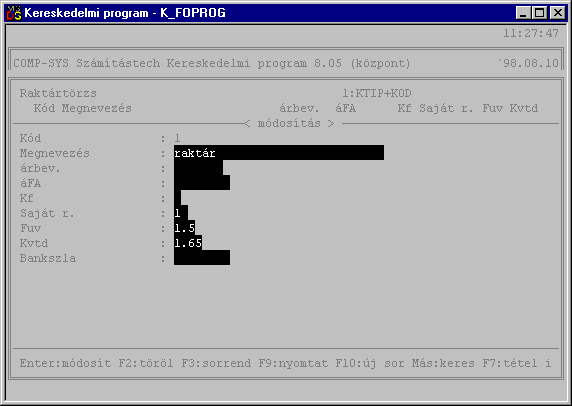 Kereskedelmi program - K_FOPROG
11:27:47
COMP-SYS Számítástech Kereskedelmi program 8.05 (központ) `98.08.10
Raktártörzs 1:KTIP+KOD
Kód Megnevezés árbev. áFA Kf Saját r. Fuv Kvtd
< módosítás >
Kód : 1
Megnevezés : raktár
árbev. :
áFA :
Kf :
Saját r. : 1
Fuv : 1.5
Kvtd : 1.65
Bankszla :
Enter:módosít F2:töröl F3:sorrend F9:nyomtat F10:új sor Más:keres F7:tétel i